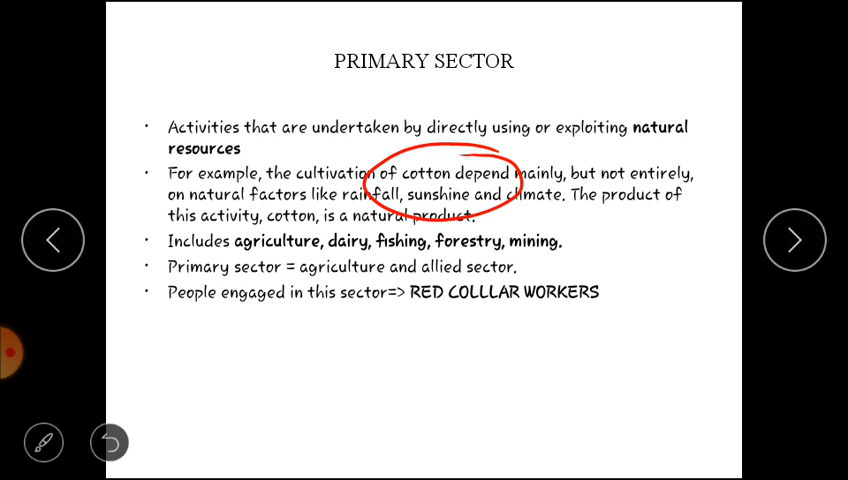 PRIMARY SECTOR
• Activities that are undertaken by directly using or exploiting natural
resources
• For example, the cultivation of cotton depend mainly, but not entirely,
on natural factors like rainfall, sunshine and climate. The product of
this activity, cotton, is a natural product.
• Includes agriculture, dairy, fishing, forestry, mining.
• Primary sector = agriculture and allied sector.
• People engaged in this sector=> RED COLLLAR WORKERS